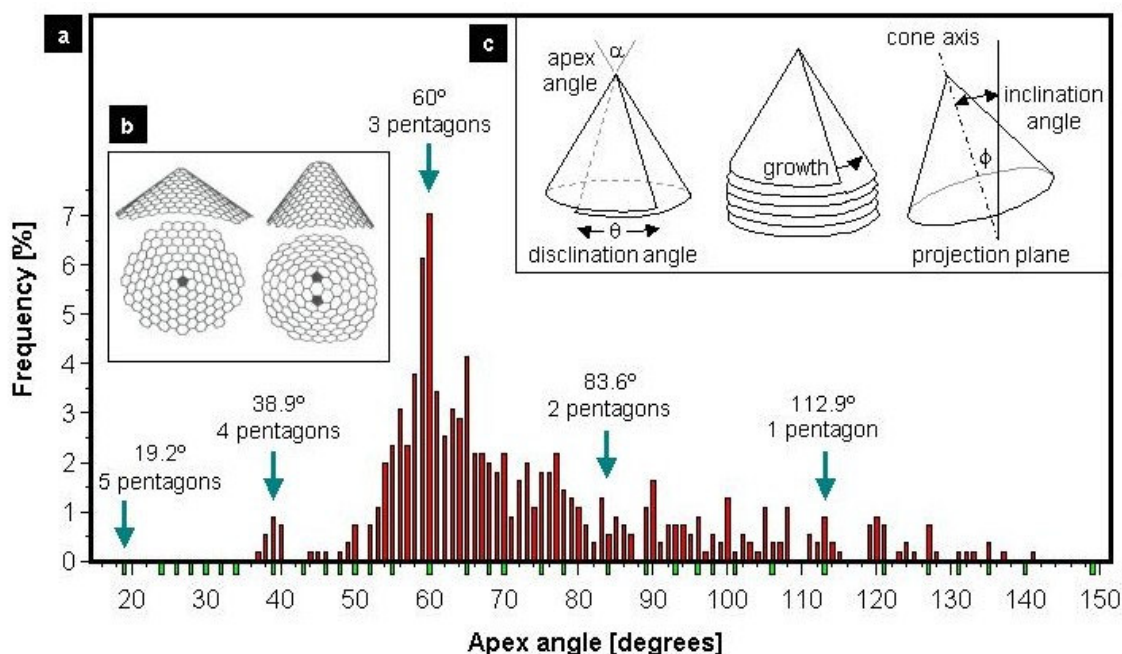 a
b
c
60º
3 pentagons
38.9º
4 pentagons
19.2º
5 pentagons
83.6º
2 pentagons
112.9º
1 pentagon
apex
angle
α
θ
disclination angle
growth
cone axis
inclination
angle
ϕ
projection plane
Frequency [%]
7
6
5
4
3
2
1
0
20 30 40 50 60 70 80 90 100 110 120 130 140 150
Apex angle [degrees]